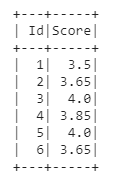 +---+-----+
| Id|Score|
+---+-----+
|  1|  3.5|
|  2| 3.65|
|  3|  4.0|
|  4| 3.85|
|  5|  4.0|
|  6| 3.65|
+---+-----+